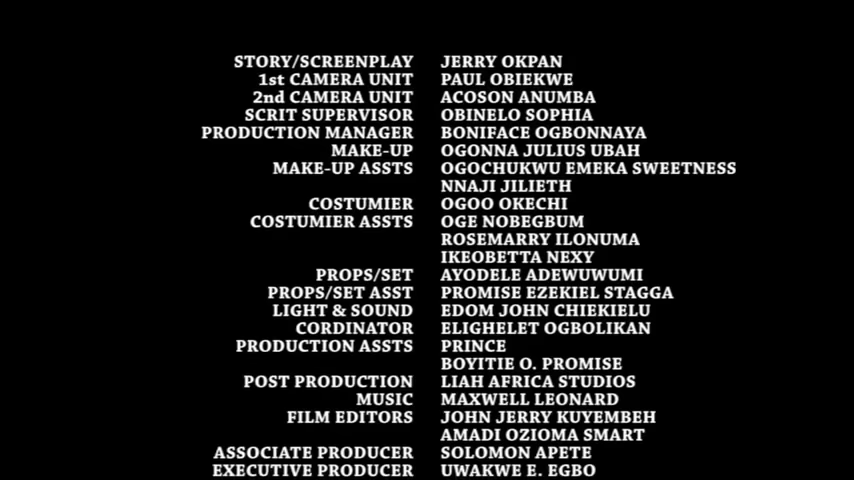 STORY/SCREENPLAY JERRY OKPAN
1st CAMERA UNIT PAUL OBIEKWE
2nd CAMERA UNIT ACOSON ANUMBA
SCRIT SUPERVISOR OBINELO SOPHIA
PRODUCTION MANAGER BONIFACE OGBONNAYA
MAKE-UP OGONNA JULIUS UBAH
MAKE-UP ASSTS OGOCHUKWU EMEKA SWEETNESS
NNAJI JILIETH
COSTUMIER OGOO OKECHI
COSTUMIER ASSTS OGE NOBEGBUM
ROSEMARRY ILONUMA
IKEOBETTA NEXY
PROPS/SET AYODELE ADEWUWUMI
PROPS/SET ASST PROMISE EZEKIEL STAGGA
LIGHT & SOUND EDOM JOHN CHIEKIELU
CORDINATOR ELIGHELET OGBOLIKAN
PRODUCTION ASSTS PRINCE
BOYITIE O. PROMISE
POST PRODUCTION LIAH AFRICA STUDIOS
MUSIC MAXWELL LEONARD
FILM EDITORS JOHN JERRY KUYEMBEH
AMADI OZIOMA SMART
ASSOCIATE PRODUCER SOLOMON APETE
EXECUTIVE PRODUCER UWAKWE E. EGBO